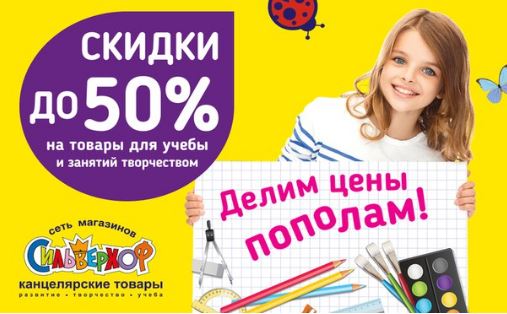 СКИДКИ
до 50%
на товары для учебы
и занятий творчеством
Делим цены
пополам!
сеть магазинов
СИЛЬВЕРХОФ
канцелярские товары
развитие • творчество • учеба